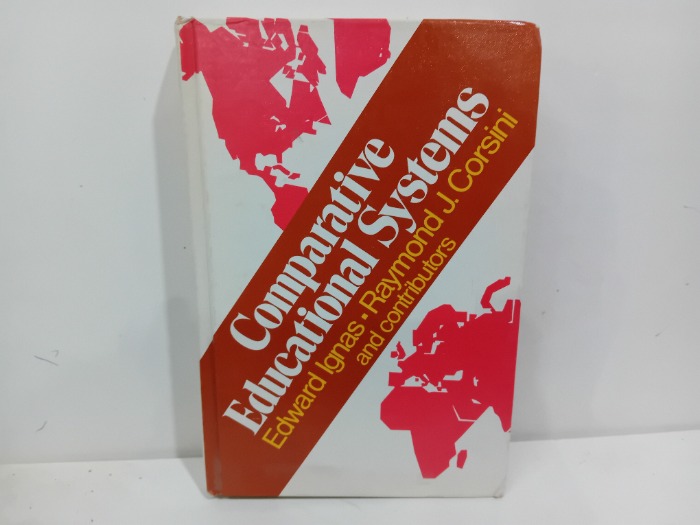 Comparative
Educational Systems
Edward Ignas ▪ Raymond J. Corsini
and contributors